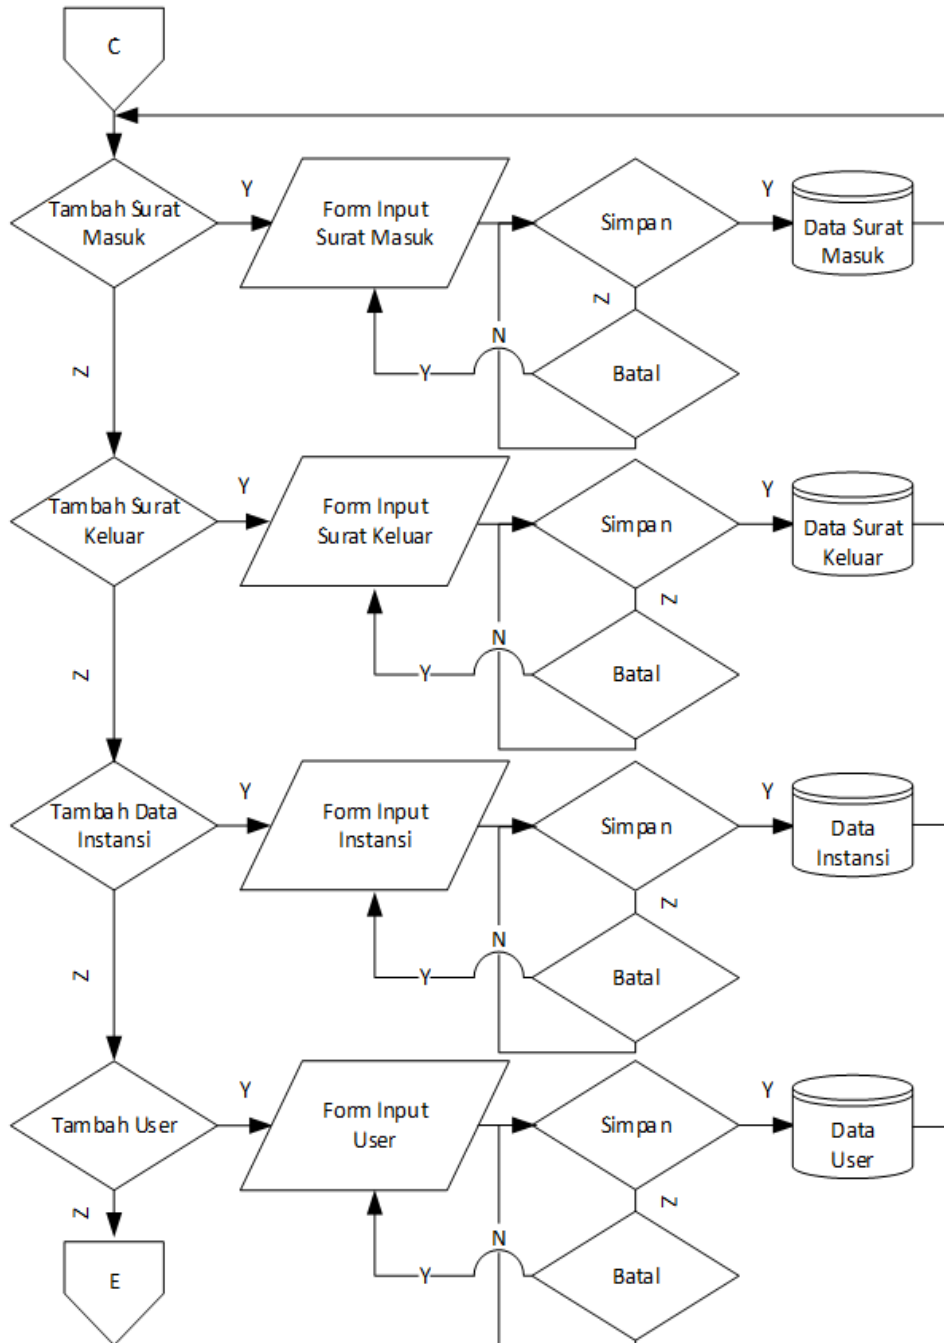 C
Tambah Surat
Masuk
Y
Form Input
Surat Masuk
Simpan
Y
Data Surat
Masuk
N
N
Y
Batal
N
Tambah Surat
Keluar
Y
Form Input
Surat Keluar
Simpan
Y
Data Surat
Keluar
N
N
Y
Batal
N
Tambah Data
Instansi
Y
Form Input
Instansi
Simpan
Y
Data
Instansi
N
N
Y
Batal
N
Tambah User
Y
Form Input
User
Simpan
Y
Data
User
N
N
Y
Batal
N
E